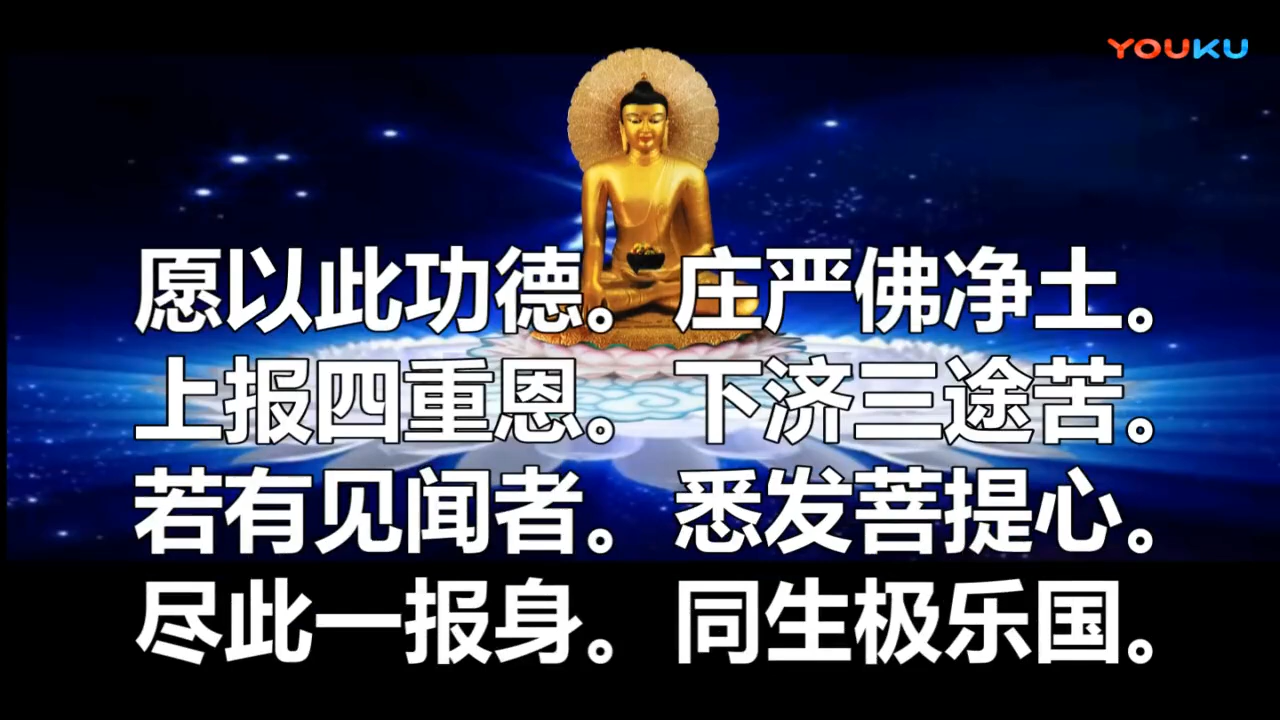 YOUKU
愿以此功德。庄严佛净土。
上报四重恩。下济三途苦。
若有见闻者。悉发菩提心。
尽此一报身。同生极乐国。